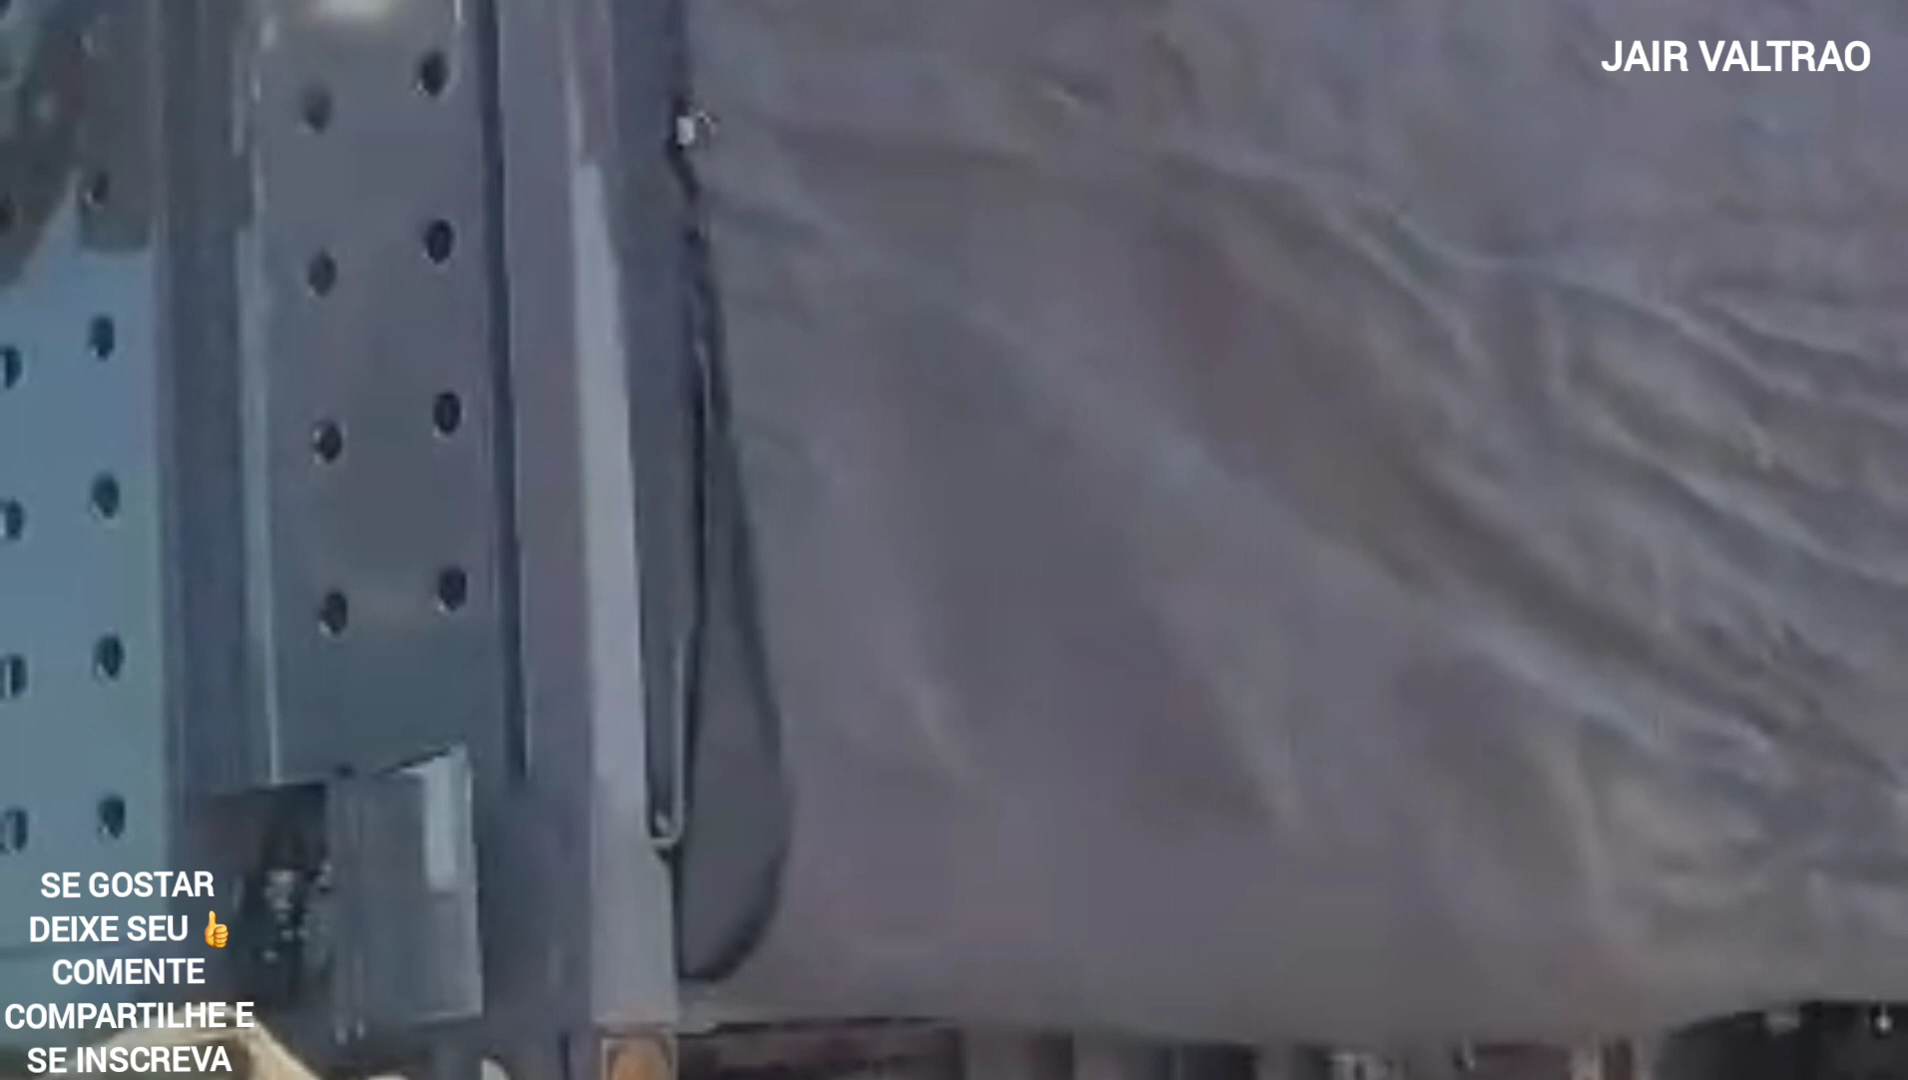 JAIR VALTRAO
SE GOSTAR
DEIXE SEU 👍
COMENTE
COMPARTILHE E
SE INSCREVA